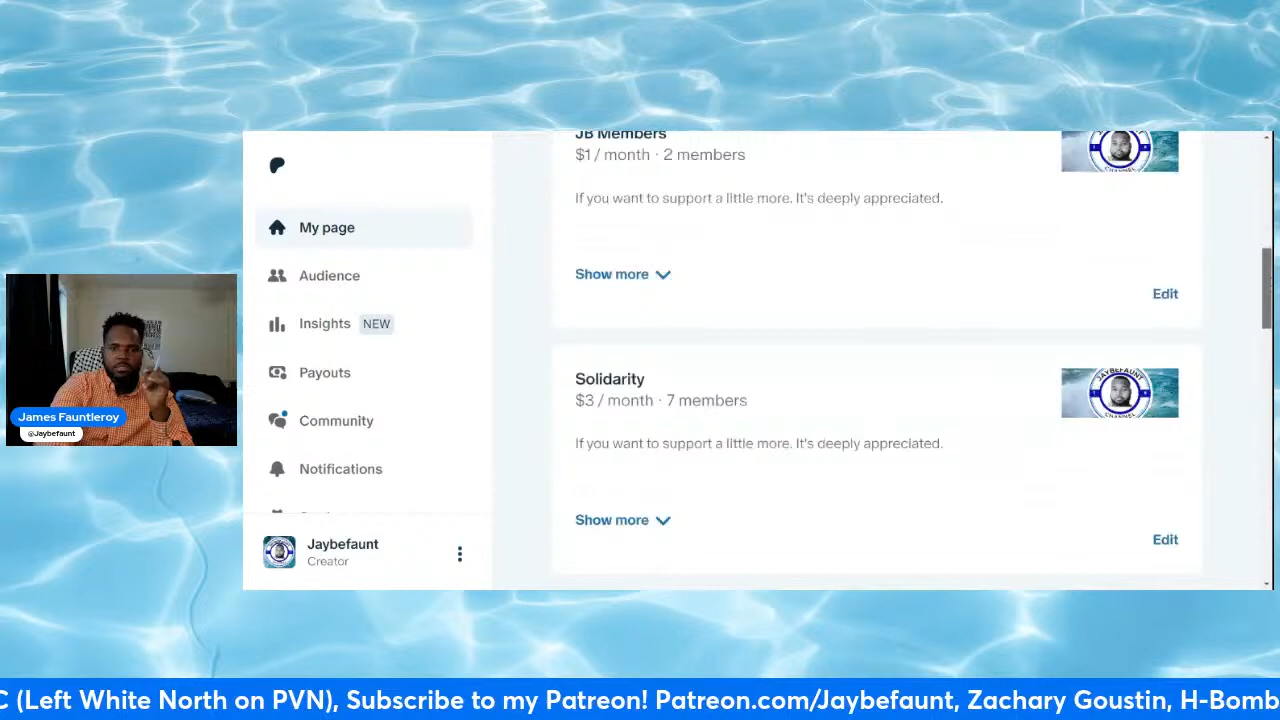 JB Members
$1 / month · 2 members
If you want to support a little more. It's deeply appreciated.
Show more
Edit
My page
Audience
Insights NEW
Payouts
Community
Notifications
Jaybefaunt
Creator
Solidarity
$3 / month · 7 members
If you want to support a little more. It's deeply appreciated.
Show more
Edit
JAYBEFAUNT
CHANNEL
James Fauntleroy
@Jaybefaunt
C (Left White North on PVN), Subscribe to my Patreon! Patreon.com/Jaybefaunt, Zachary Goustin, H-Bomb